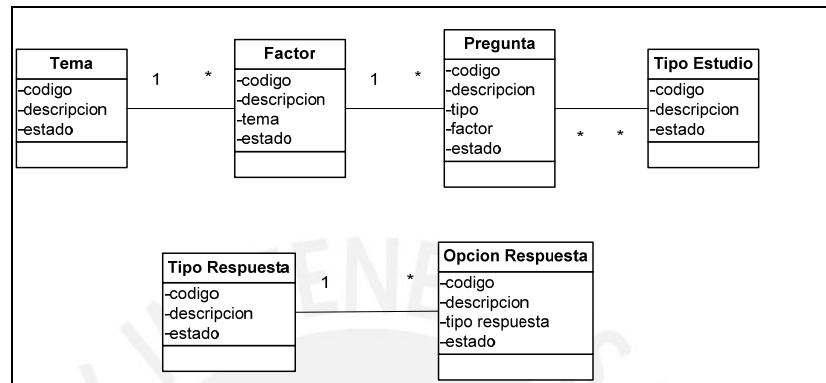 Tema
-codigo
-descripcion
-estado
1 *
Factor
-codigo
-descripcion
-tema
-estado
1 *
Pregunta
-codigo
-descripcion
-tipo
-factor
-estado
* *
Tipo Estudio
-codigo
-descripcion
-estado
Tipo Respuesta
-codigo
-descripcion
-estado
1 *
Opcion Respuesta
-codigo
-descripcion
-tipo respuesta
-estado